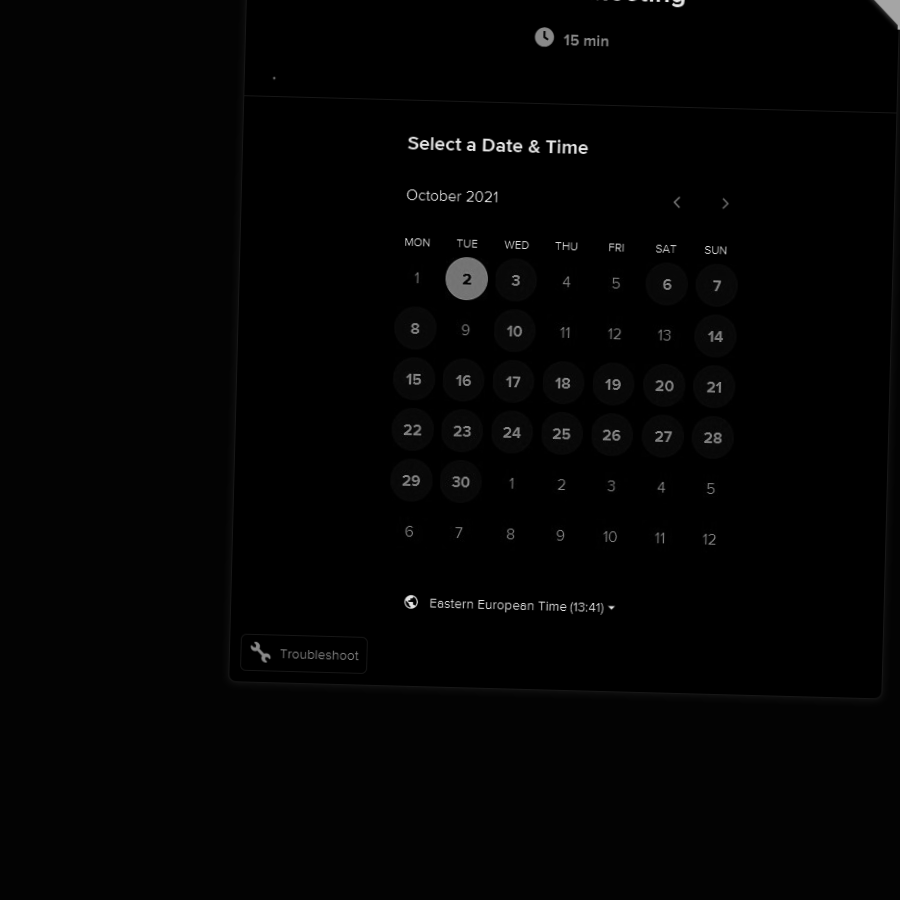 15 min
Select a Date & Time
October 2021
MON TUE WED THU FRI SAT SUN
1 2 3 4 5 6 7
8 9 10 11 12 13 14
15 16 17 18 19 20 21
22 23 24 25 26 27 28
29 30 1 2 3 4 5
6 7 8 9 10 11 12
Eastern European Time (13:41)
Troubleshoot